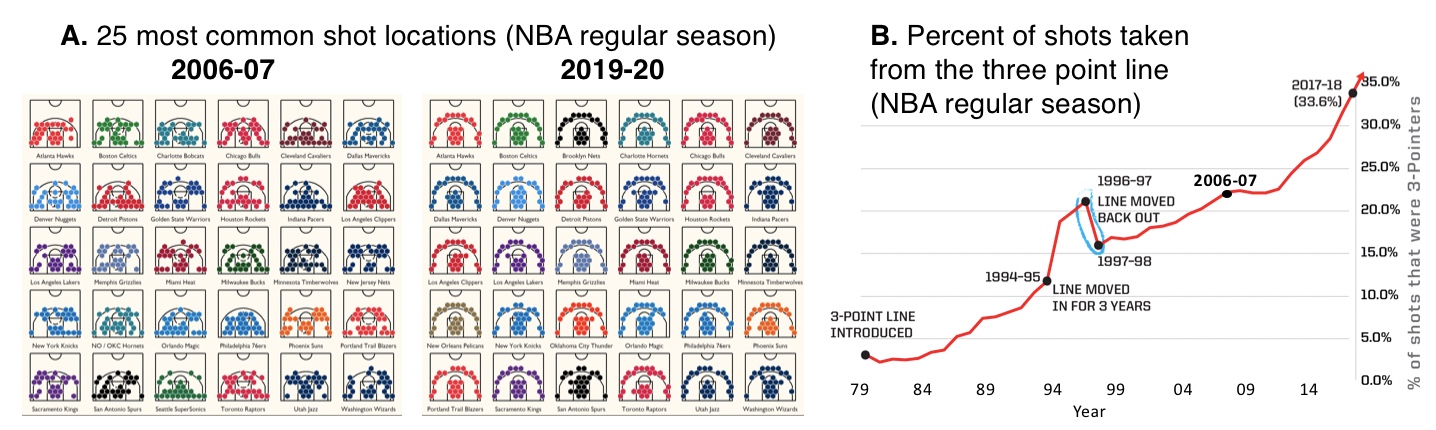 A. 25 most common shot locations (NBA regular season)
2006-07
2019-20
Atlanta Hawks Boston Celtics Charlotte Bobcats Chicago Bulls Cleveland Cavaliers Dallas Mavericks
Denver Nuggets Detroit Pistons Golden State Warriors Houston Rockets Indiana Pacers Los Angeles Clippers
Los Angeles Lakers Memphis Grizzlies Miami Heat Milwaukee Bucks Minnesota Timberwolves New Jersey Nets
New York Knicks NO / OKC Hornets Orlando Magic Philadelphia 76ers Phoenix Suns Portland Trail Blazers
Sacramento Kings San Antonio Spurs Seattle SuperSonics Toronto Raptors Utah Jazz Washington Wizards
Atlanta Hawks Boston Celtics Brooklyn Nets Charlotte Hornets Chicago Bulls Cleveland Cavaliers
Dallas Mavericks Denver Nuggets Detroit Pistons Golden State Warriors Houston Rockets Indiana Pacers
Los Angeles Clippers Los Angeles Lakers Memphis Grizzlies Miami Heat Milwaukee Bucks Minnesota Timberwolves
New Orleans Pelicans New York Knicks Oklahoma City Thunder Orlando Magic Philadelphia 76ers Phoenix Suns
Portland Trail Blazers Sacramento Kings San Antonio Spurs Toronto Raptors Utah Jazz Washington Wizards
B. Percent of shots taken
from the three point line
(NBA regular season)
2017-18
(33.6%)
35.0%
30.0%
25.0%
20.0%
15.0%
10.0%
5.0%
0.0%
% of shots that were 3-Pointers
1996-97
LINE MOVED
BACK OUT
2006-07
1997-98
1994-95
LINE MOVED
IN FOR 3 YEARS
3-POINT LINE
INTRODUCED
79 84 89 94 99 04 09 14
Year